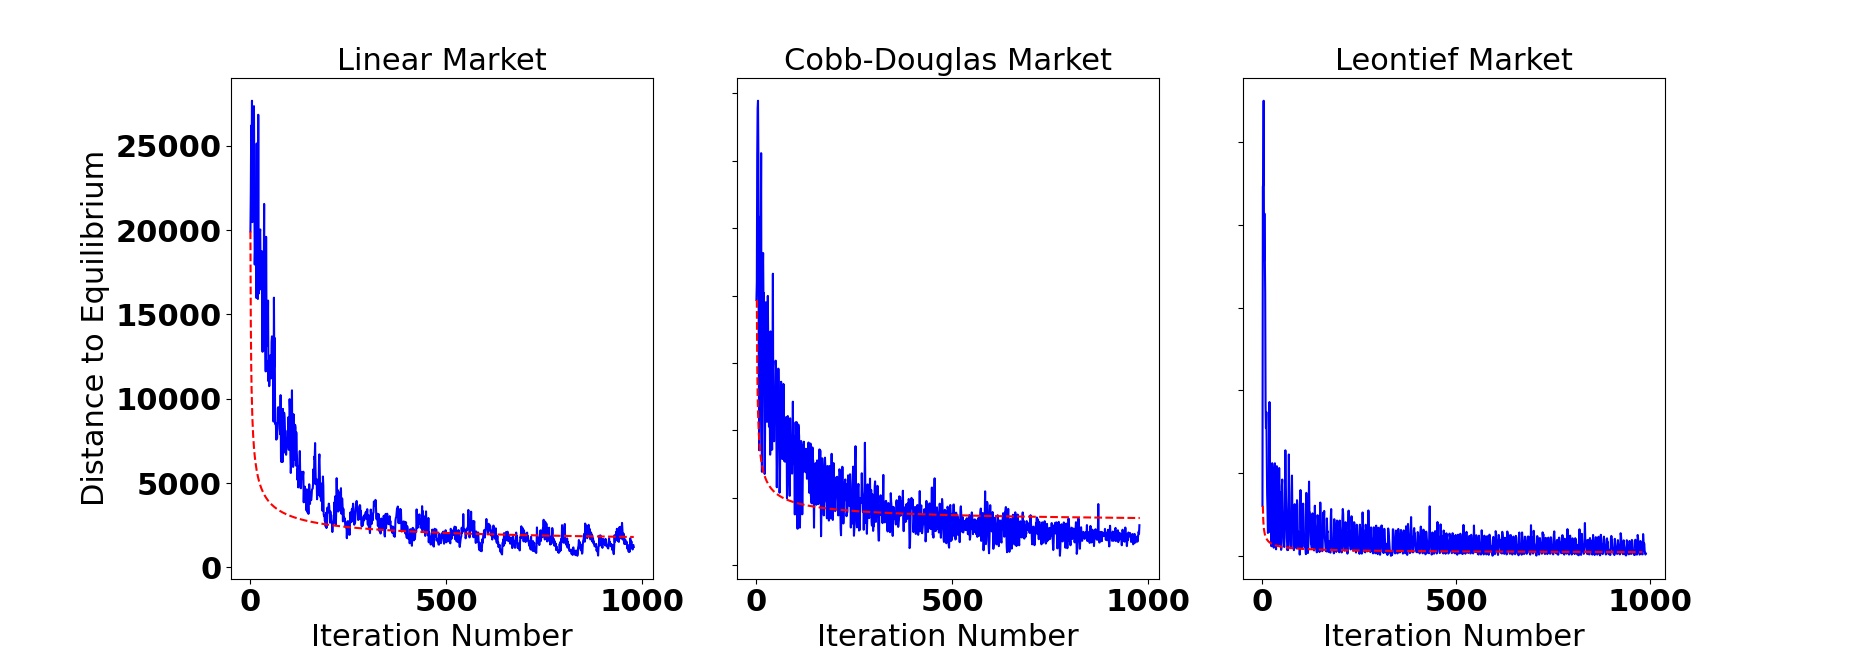 Linear Market
Cobb-Douglas Market
Leontief Market
Distance to Equilibrium
25000
20000
15000
10000
5000
0
0 500 1000
0 500 1000
0 500 1000
Iteration Number
Iteration Number
Iteration Number